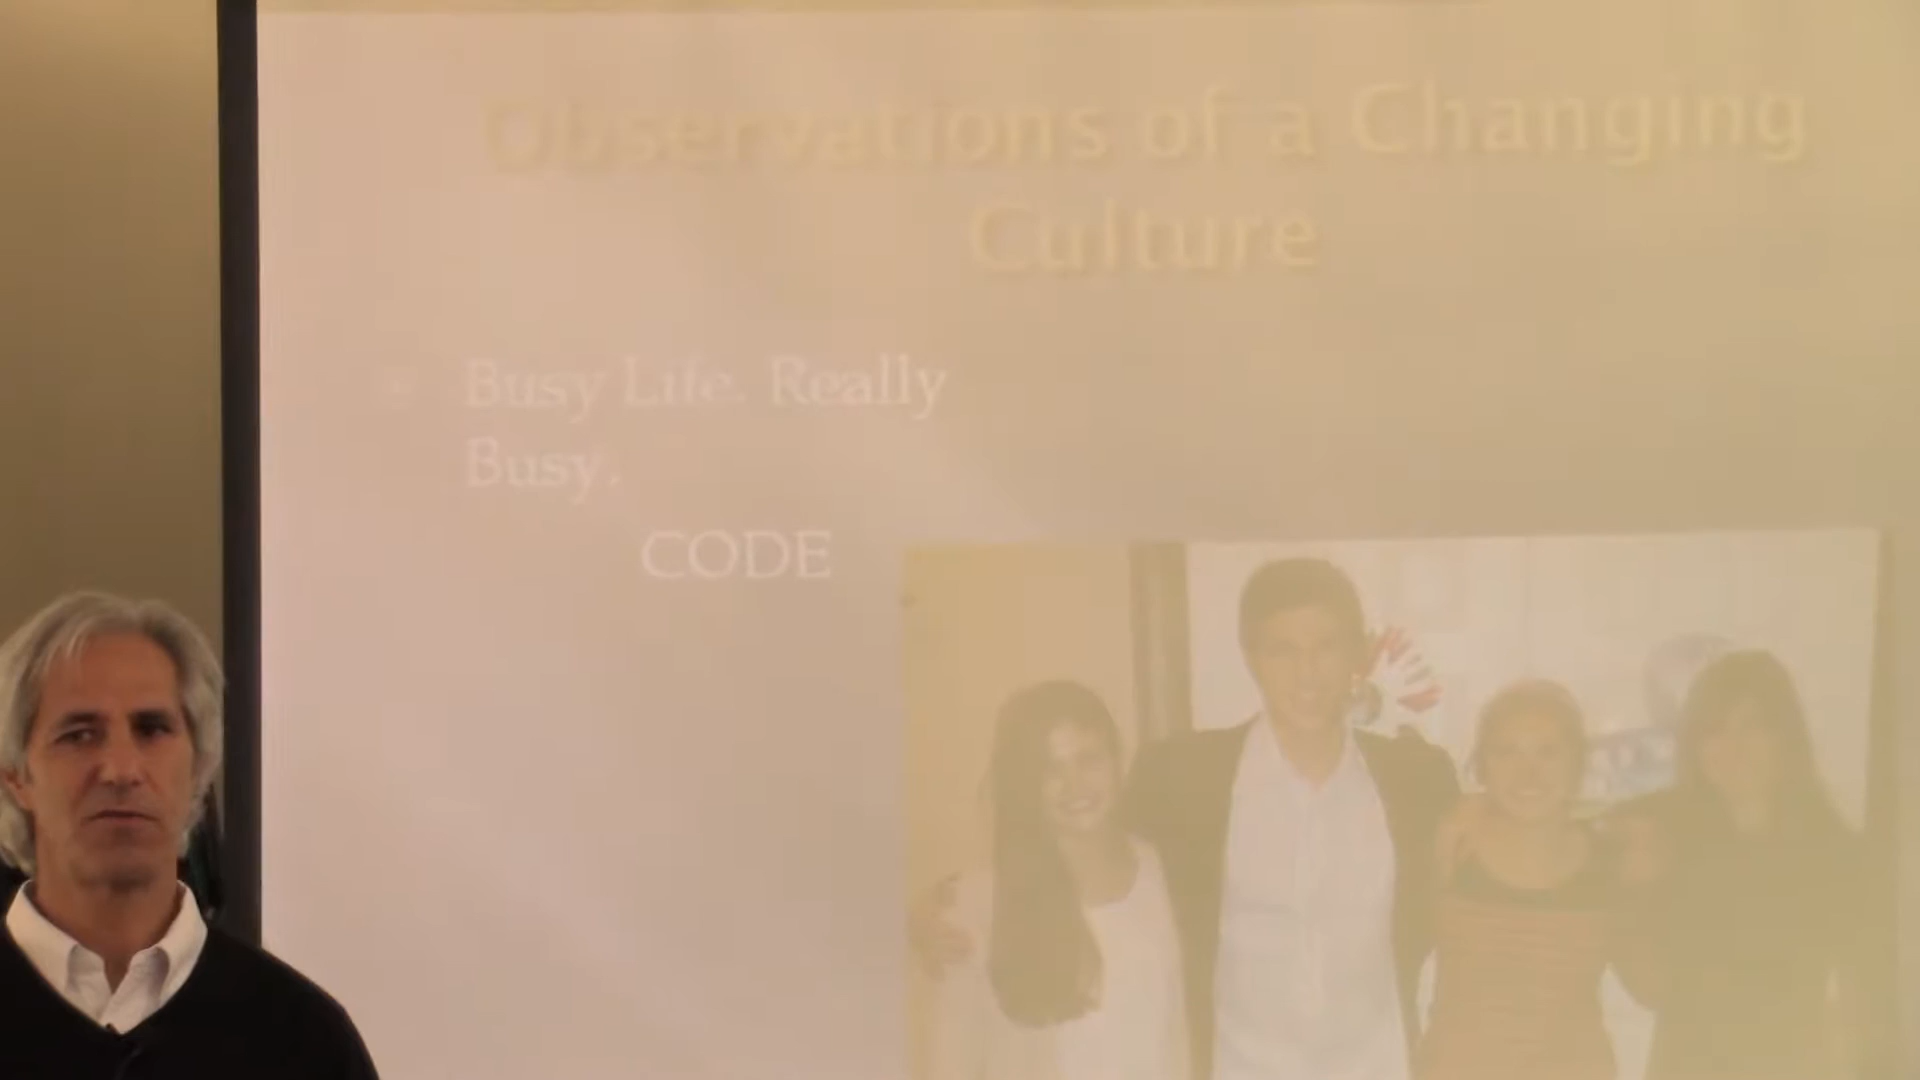 Observations of a Changing
Culture
Busy Life. Really
Busy.
CODE